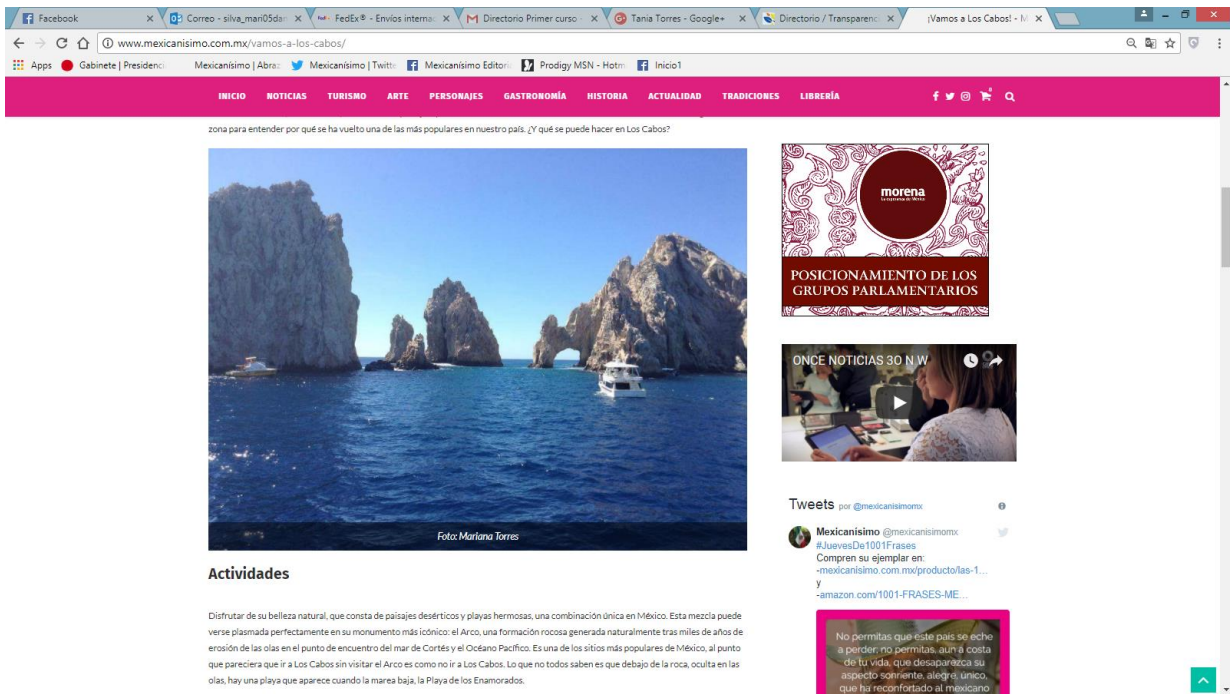 Facebook
Correo - silva_mari05dan
FedEx® - Envíos internac
Directorio Primer curso
Tania Torres - Google+
Directorio / Transparenc
¡Vamos a Los Cabos! - M
www.mexicanisimo.com.mx/vamos-a-los-cabos/
Apps
Gabinete | Presidenci
Mexicanísimo | Abraz
Mexicanísimo | Twitte
Mexicanísimo Editori
Prodigy MSN - Hotm
Inicio1
INICIO NOTICIAS TURISMO ARTE PERSONAJES GASTRONOMÍA HISTORIA ACTUALIDAD TRADICIONES LIBRERÍA
zona para entender por qué se ha vuelto una de las más populares en nuestro país. ¿Y qué se puede hacer en Los Cabos?
Foto: Mariana Torres
Actividades
Disfrutar de su belleza natural, que consta de paisajes desérticos y playas hermosas, una combinación única en México. Esta mezcla puede
verse plasmada perfectamente en su monumento más icónico: el Arco, una formación rocosa generada naturalmente tras miles de años de
erosión de las olas en el punto de encuentro del mar de Cortés y el Océano Pacífico. Es una de los sitios más populares de México, al punto
que pareciera que ir a Los Cabos sin visitar el Arco es como no ir a Los Cabos. Lo que no todos saben es que debajo de la roca, oculta en las
olas, hay una playa que aparece cuando la marea baja, la Playa de los Enamorados.
morena
La esperanza de México
POSICIONAMIENTO DE LOS
GRUPOS PARLAMENTARIOS
ONCE NOTICIAS 30 N.W
Tweets por @mexicanisimomx
Mexicanísimo @mexicanisimomx
#JuevesDe1001Frases
Compren su ejemplar en:
-mexicanisimo.com.mx/producto/las-1...
y
-amazon.com/1001-FRASES-ME...
No permitas que este país se eche
a perder; no permitas, aun a costa
de tu vida, que desaparezca su
aspecto sonriente, alegre, único,
que ha reconfortado al mexicano